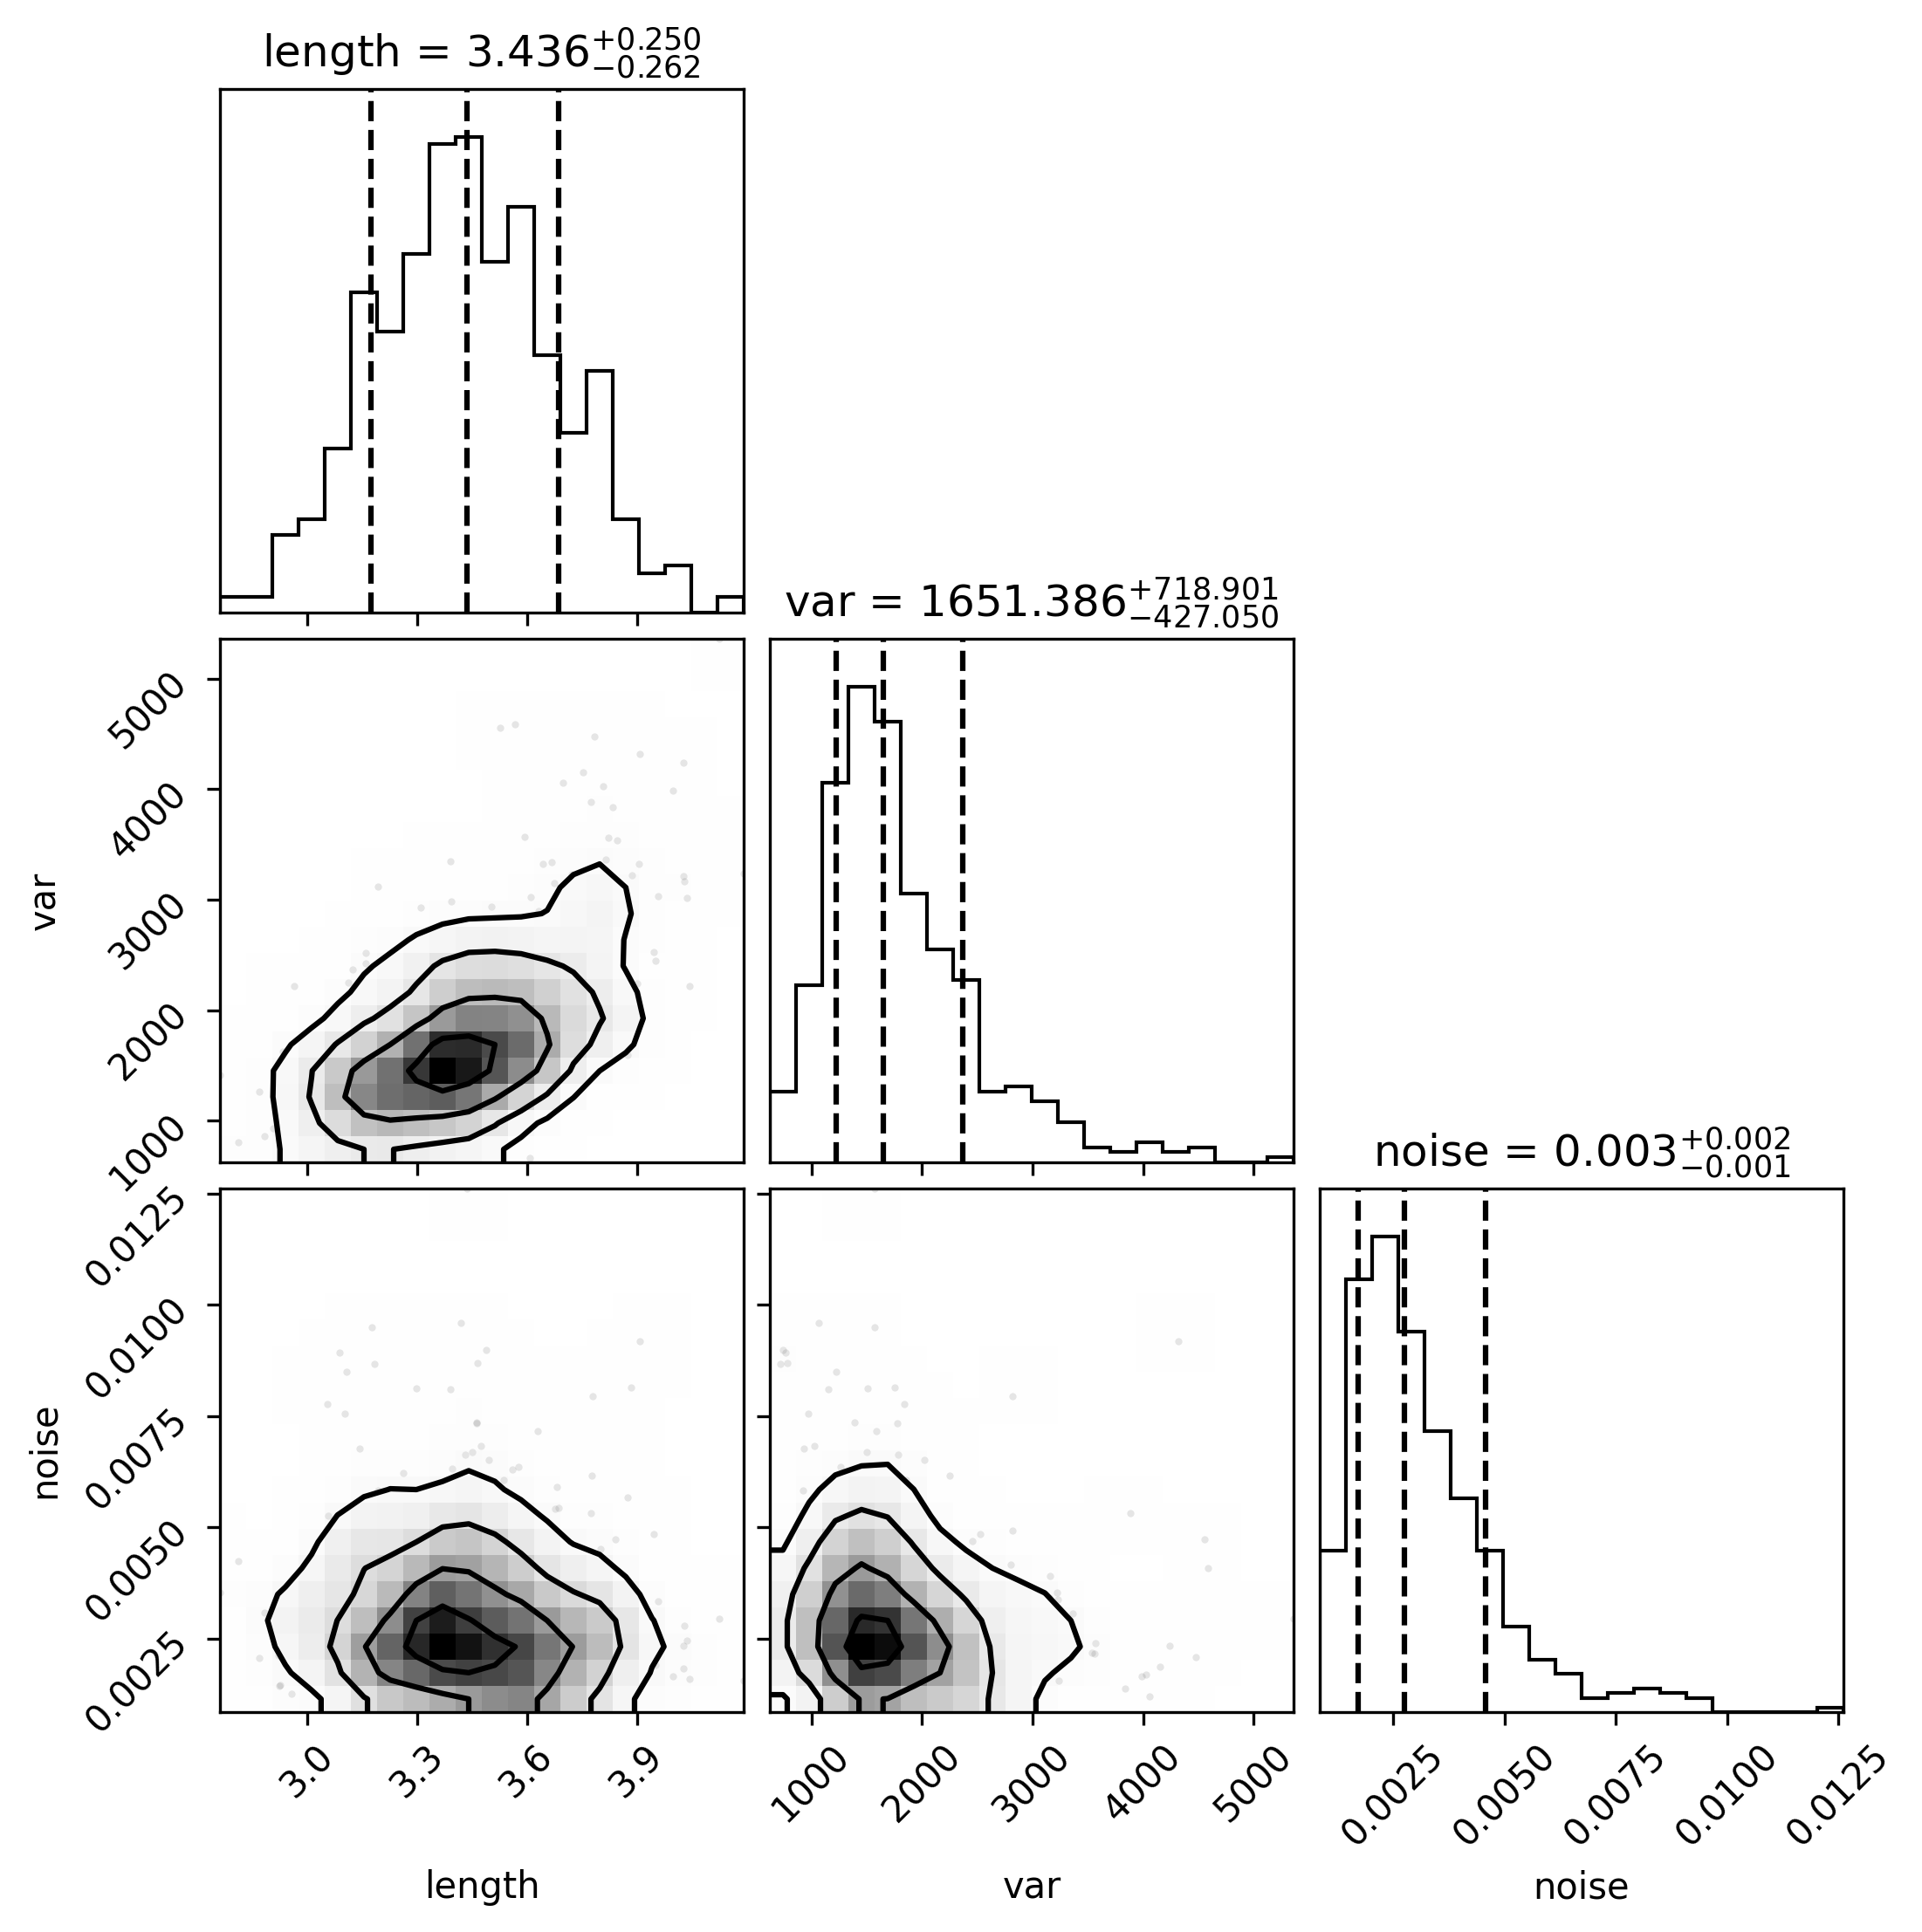 length = 3.436+0.250−0.262
var = 1651.386+718.901−427.050
5000
4000
3000
2000
1000
var
noise = 0.003+0.002−0.001
0.0125
0.0100
0.0075
0.0050
0.0025
noise
3.0 3.3 3.6 3.9
1000 2000 3000 4000 5000
0.0025 0.0050 0.0075 0.0100 0.0125
length var noise